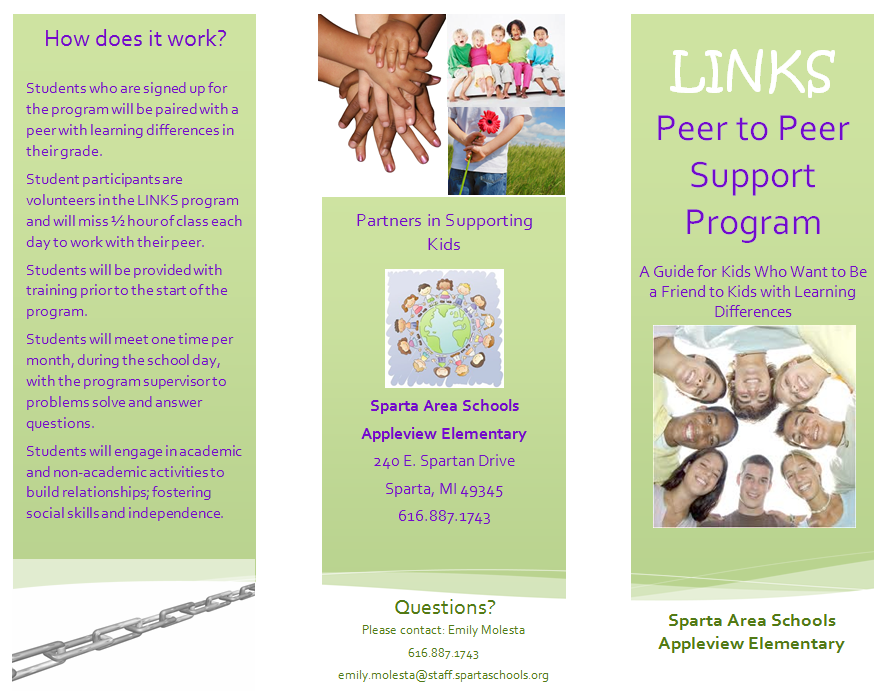 How does it work?
Students who are signed up for
the program will be paired with a
peer with learning differences in
their grade.
Student participants are
volunteers in the LINKS program
and will miss ½ hour of class each
day to work with their peer.
Students will be provided with
training prior to the start of the
program.
Students will meet one time per
month, during the school day,
with the program supervisor to
problems solve and answer
questions.
Students will engage in academic
and non-academic activities to
build relationships; fostering
social skills and independence.
Partners in Supporting
Kids
Sparta Area Schools
Appleview Elementary
240 E. Spartan Drive
Sparta, MI 49345
616.887.1743
Questions?
Please contact: Emily Molesta
616.887.1743
emily.molesta@staff.spartaschools.org
LINKS
Peer to Peer
Support
Program
A Guide for Kids Who Want to Be
a Friend to Kids with Learning
Differences
Sparta Area Schools
Appleview Elementary